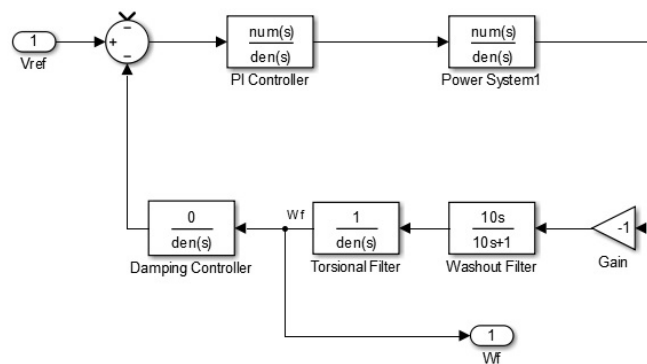 1
Vref
+
−
−
num(s)
den(s)
PI Controller
num(s)
den(s)
Power System1
0
den(s)
Damping Controller
Wf
1
den(s)
Torsional Filter
10s
10s+1
Washout Filter
-1
Gain
1
Wf